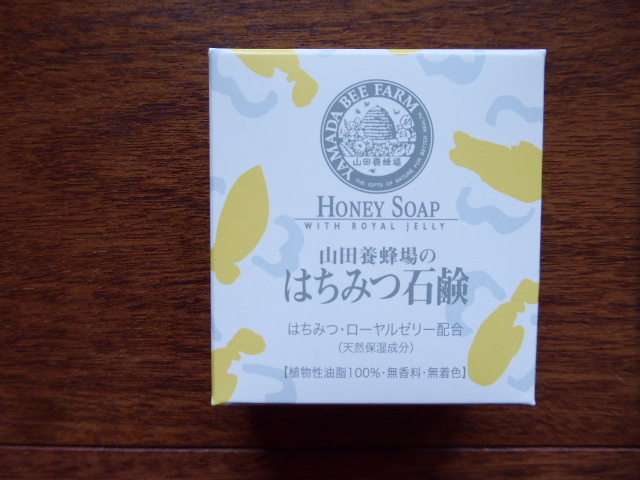 YAMADA BEE FARM
山田養蜂場
THE GIFTS OF NATURE FOR BETTER HEALTH
HONEY SOAP
WITH ROYAL JELLY
山田養蜂場の
はちみつ石鹸
はちみつ・ローヤルゼリー配合
（天然保湿成分）
【植物性油脂100%・無香料・無着色】